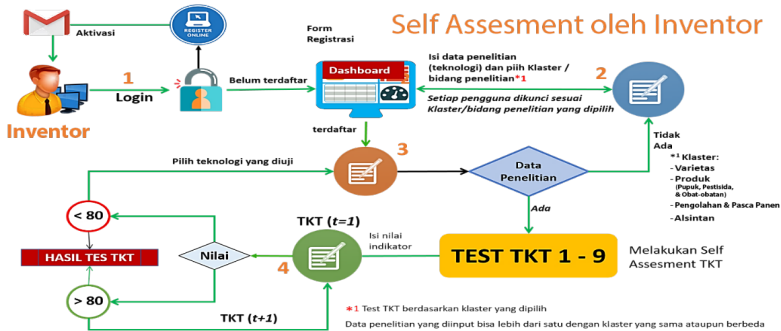 Self Assesment oleh Inventor
Aktivasi
REGISTER
ONLINE
Form
Registrasi
1
Login
Inventor
Belum terdaftar
Dashboard
Isi data penelitian
(teknologi) dan piih Klaster /
bidang penelitian*1
Setiap pengguna dikunci sesuai
Klaster/bidang penelitian yang dipilih
2
terdaftar
Tidak
Ada
*1 Klaster:
- Varietas
- Produk
(Pupuk, Pestisida,
& Obat-obatan)
- Pengolahan & Pasca Panen
- Alsintan
Pilih teknologi yang diuji
3
Data
Penelitian
Ada
< 80
HASIL TES TKT
> 80
Nilai
4
TKT (t=1)
Isi nilai
indikator
TEST TKT 1 - 9
Melakukan Self
Assesment TKT
TKT (t+1)
*1 Test TKT berdasarkan klaster yang dipilih
Data penelitian yang diinput bisa lebih dari satu dengan klaster yang sama ataupun berbeda